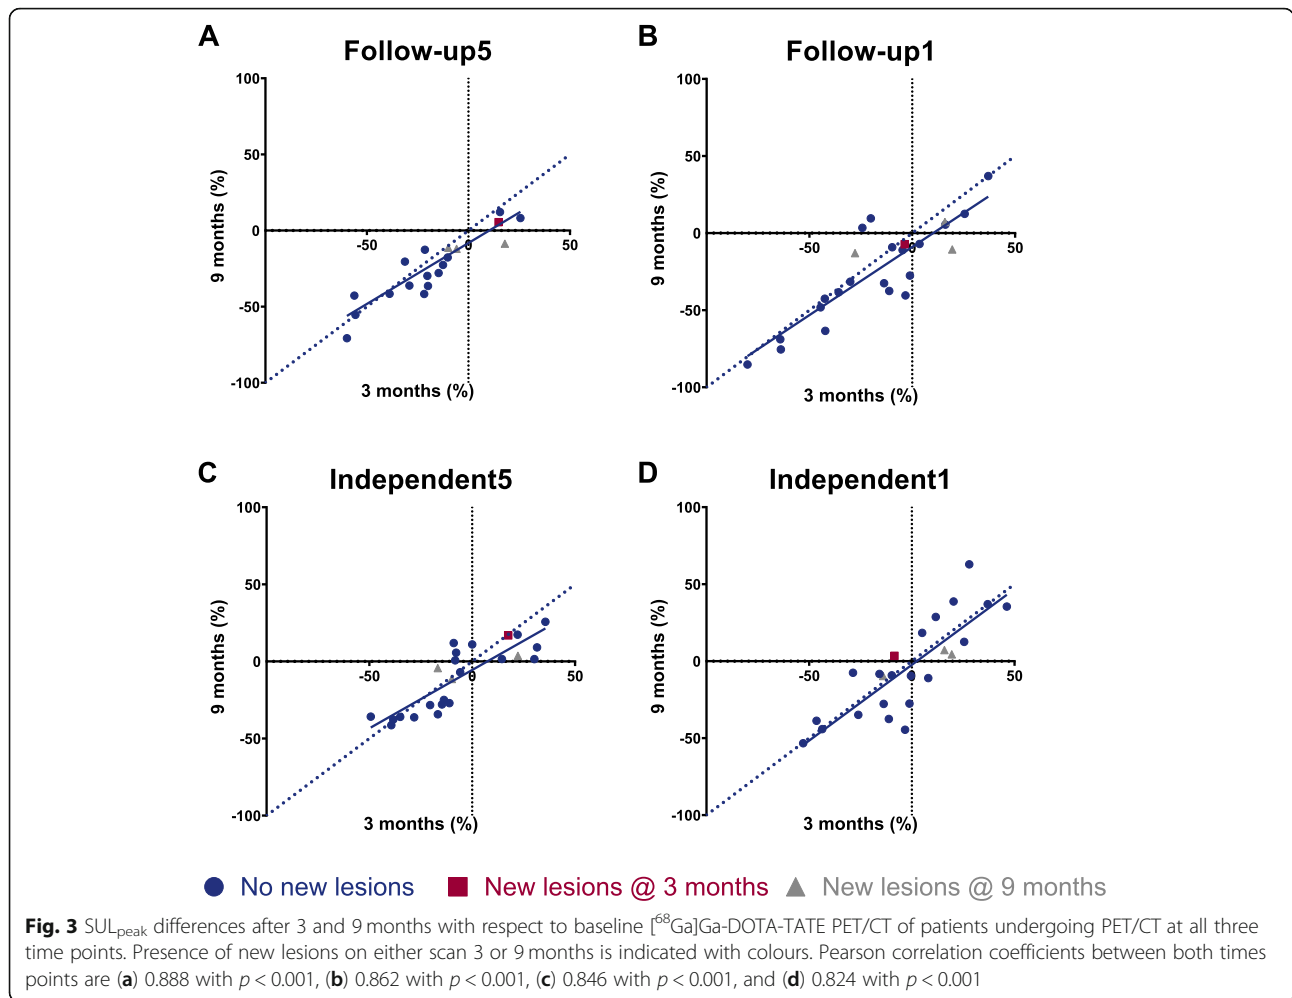 A
Follow-up5
100
50
0
-50
-100
-50
0
50
9 months (%)
3 months (%)
B
Follow-up1
100
50
0
-50
-100
-50
0
50
9 months (%)
3 months (%)
C
Independent5
100
50
0
-50
-100
-50
0
50
9 months (%)
3 months (%)
D
Independent1
100
50
0
-50
-100
-50
0
50
9 months (%)
3 months (%)
No new lesions New lesions @ 3 months New lesions @ 9 months
Fig. 3 SULpeak differences after 3 and 9 months with respect to baseline [68Ga]Ga-DOTA-TATE PET/CT of patients undergoing PET/CT at all three
time points. Presence of new lesions on either scan 3 or 9 months is indicated with colours. Pearson correlation coefficients between both times
points are (a) 0.888 with p < 0.001, (b) 0.862 with p < 0.001, (c) 0.846 with p < 0.001, and (d) 0.824 with p < 0.001